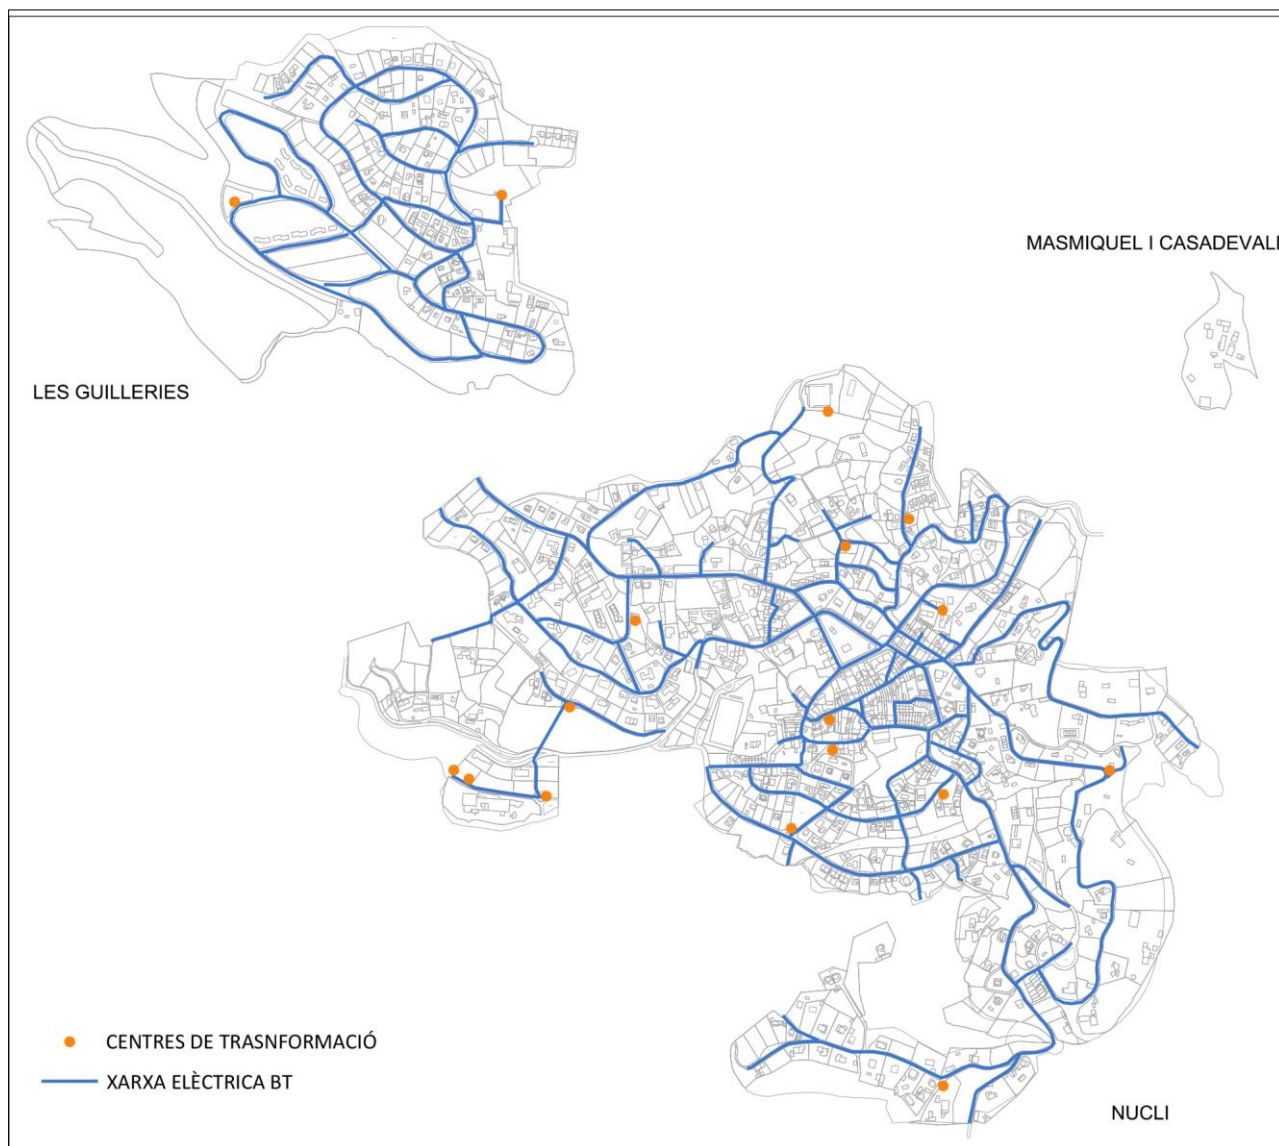 MASMIQUEL I CASADEVALL
LES GUILLERIES
CENTRES DE TRASNFORMACIÓ
XARXA ELÈCTRICA BT
NUCLI